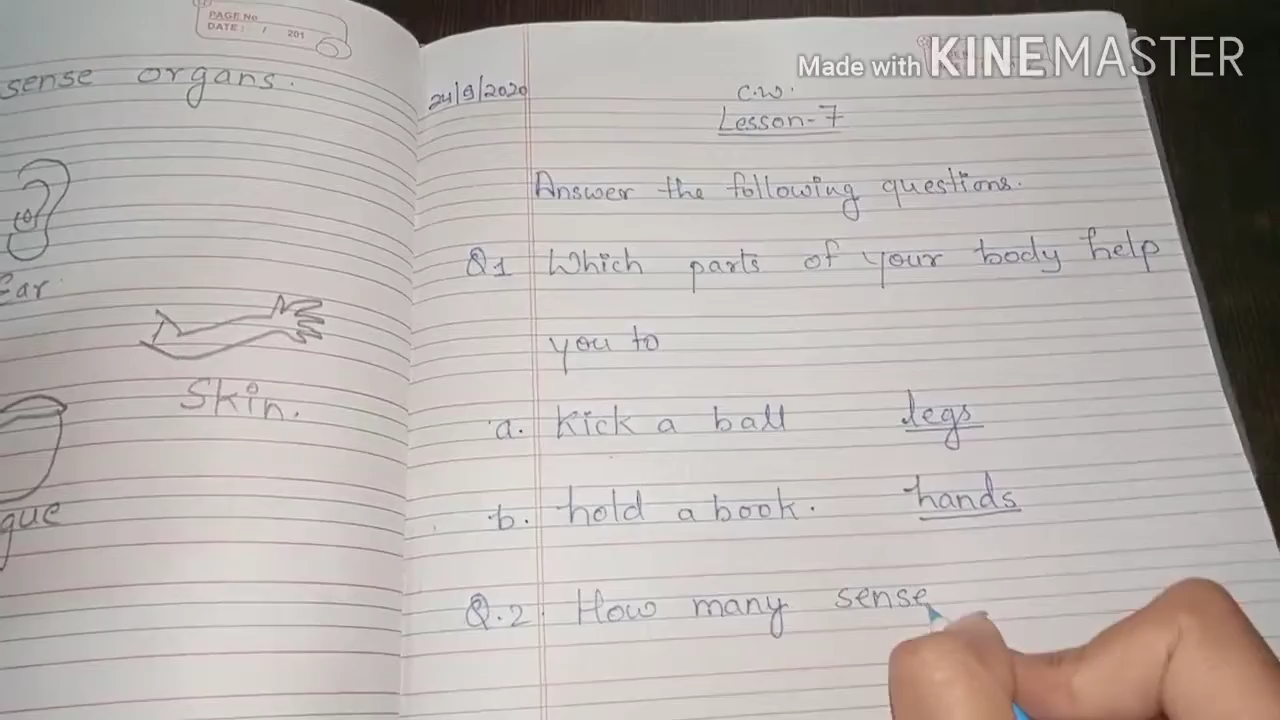 PAGE No
DATE : / 201
sense organs.
Ear
Skin.
gue
Made with KINEMASTER
24/9/2020
C.W.
Lesson-7
Answer the following questions.
Q1 Which parts of your body help
you to
a. Kick a ball legs
b. hold a book. hands
Q.2. How many sense